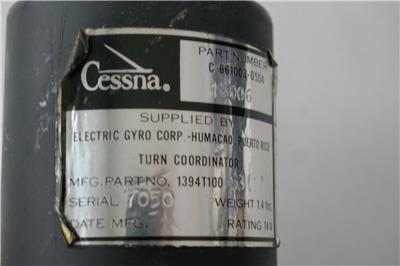 Cessna®
PART NUMBER
C 661003-0504
13606
SUPPLIED BY
ELECTRIC GYRO CORP.-HUMACAO PUERTO RICO
TURN COORDINATOR
MFG. PART NO. 1394T100
SERIAL 7050 WEIGHT 1.4 lbs.
DATE MFG. RATING 14 V